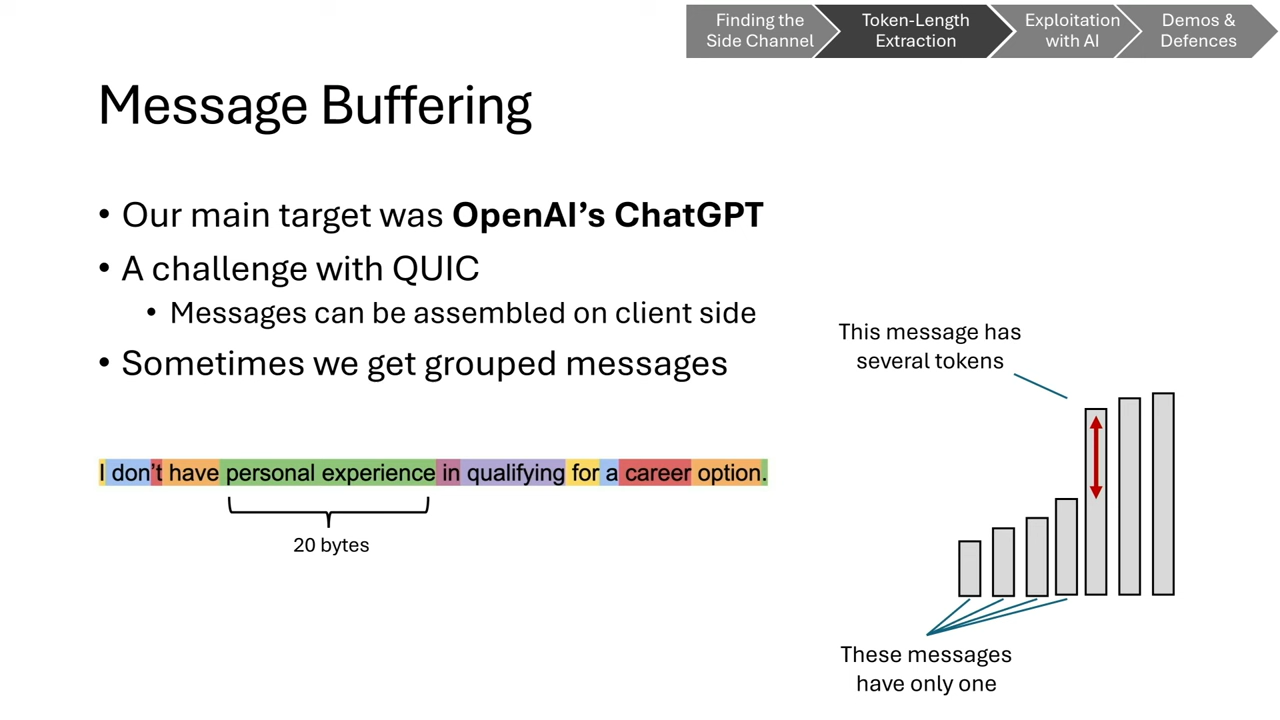 Finding the
Side Channel
Token-Length
Extraction
Exploitation
with AI
Demos &
Defences
Message Buffering
• Our main target was OpenAI's ChatGPT
• A challenge with QUIC
• Messages can be assembled on client side
• Sometimes we get grouped messages
I don't have personal experience in qualifying for a career option.
20 bytes
This message has
several tokens
These messages
have only one